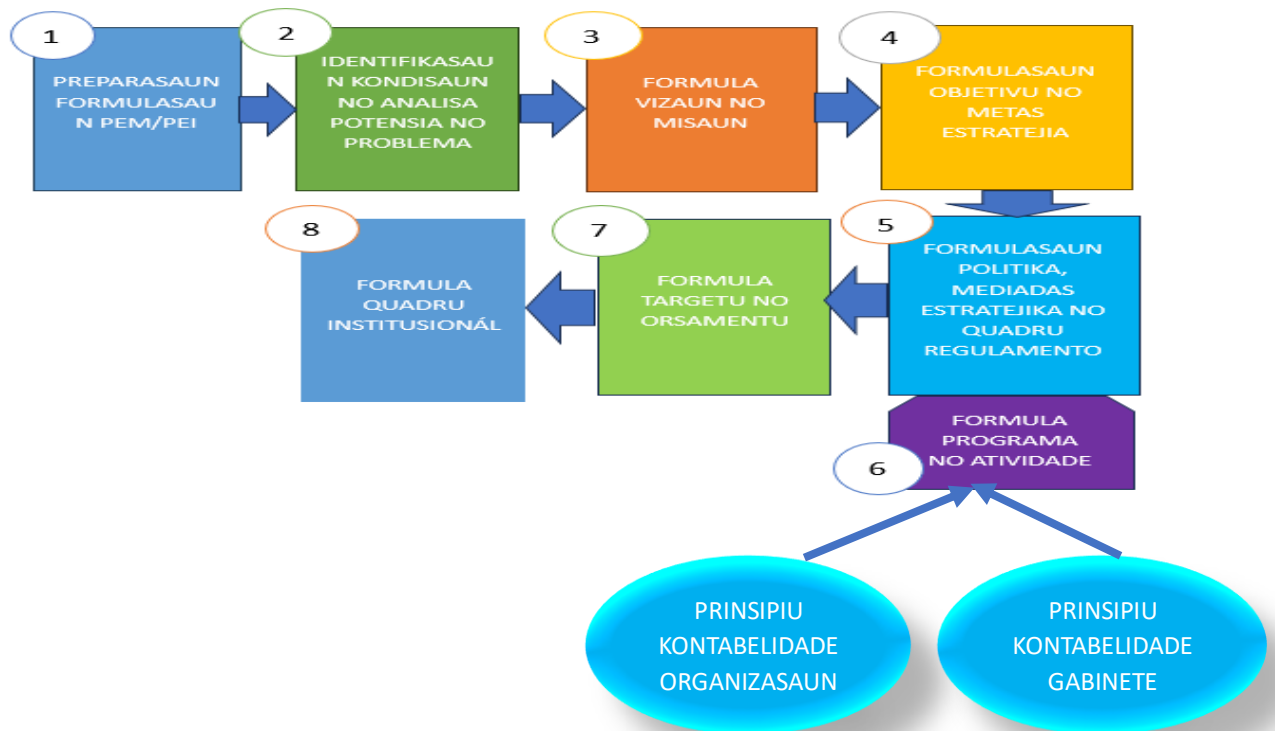 1
PREPARASAUN
FORMULASAU
N PEM/PEI
2
IDENTIFIKASAU
N KONDISAUN
NO ANALISA
POTENSIA NO
PROBLEMA
3
FORMULA
VIZAUN NO
MISAUN
4
FORMULASAUN
OBJETIVU NO
METAS
ESTRATEJIA
5
FORMULASAUN
POLITIKA,
MEDIADAS
ESTRATEJIKA NO
QUADRU
REGULAMENTO
6
FORMULA
PROGRAMA
NO ATIVIDADE
7
FORMULA
TARGETU NO
ORSAMENTU
8
FORMULA
QUADRU
INSTITUSIONÁL
PRINSIPIU
KONTABELIDADE
ORGANIZASAUN
PRINSIPIU
KONTABELIDADE
GABINETE